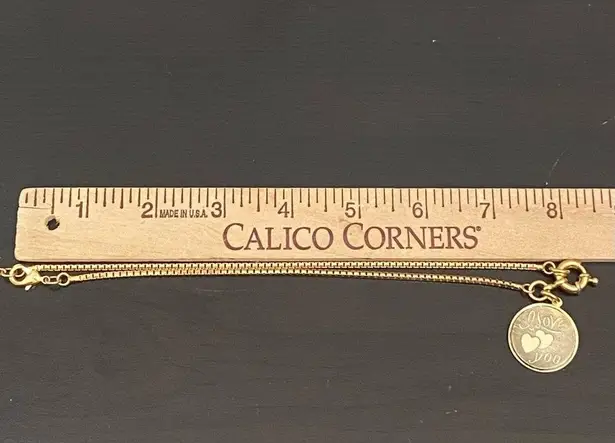 1 2 MADE IN U.S.A. 3 4 5 6 7 8
CALICO CORNERS®
I Love
you